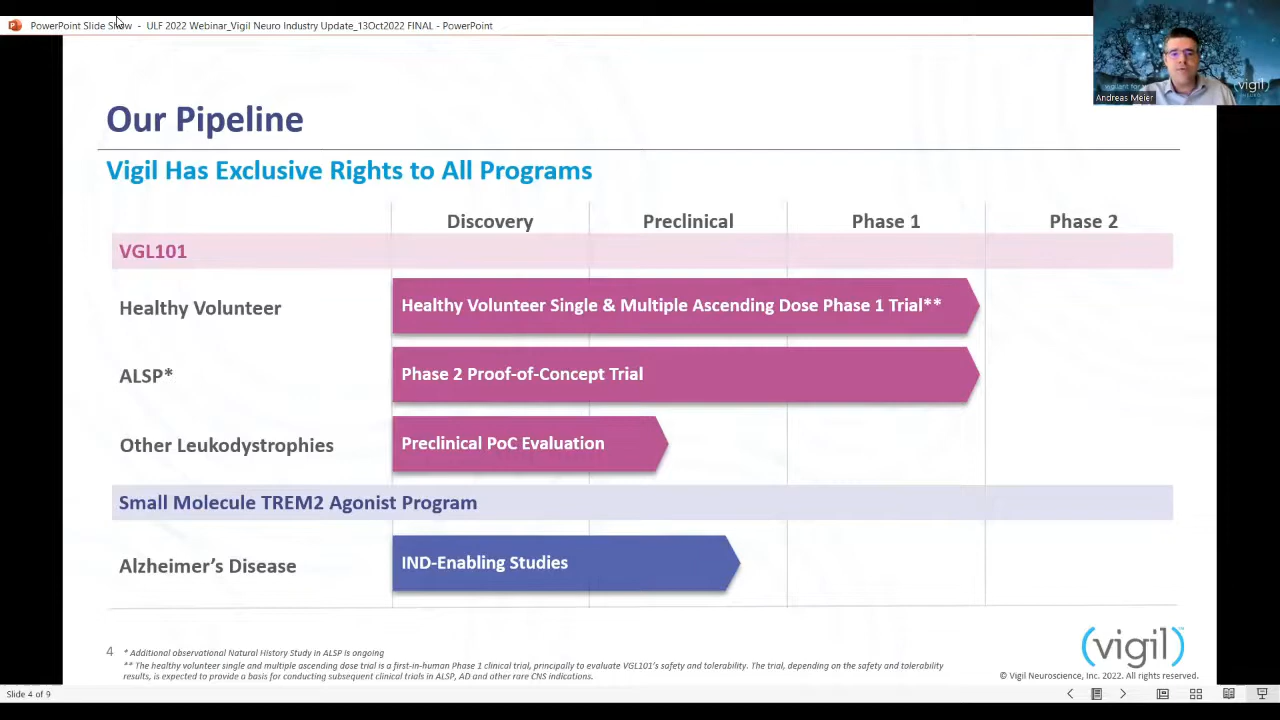 PowerPoint Slide Show - ULF 2022 Webinar_Vigil Neuro Industry Update_13Oct2022 FINAL - PowerPoint
vigil
Andreas Meier
Our Pipeline
Vigil Has Exclusive Rights to All Programs
Discovery Preclinical Phase 1 Phase 2
VGL101
Healthy Volunteer Healthy Volunteer Single & Multiple Ascending Dose Phase 1 Trial**
ALSP* Phase 2 Proof-of-Concept Trial
Other Leukodystrophies Preclinical PoC Evaluation
Small Molecule TREM2 Agonist Program
Alzheimer’s Disease IND-Enabling Studies
4 * Additional observational Natural History Study in ALSP is ongoing
** The healthy volunteer single and multiple ascending dose trial is a first-in-human Phase 1 clinical trial, principally to evaluate VGL101’s safety and tolerability. The trial, depending on the safety and tolerability
results, is expected to provide a basis for conducting subsequent clinical trials in ALSP, AD and other rare CNS indications.
(vigil)™
© Vigil Neuroscience, Inc. 2022. All rights reserved.
Slide 4 of 9